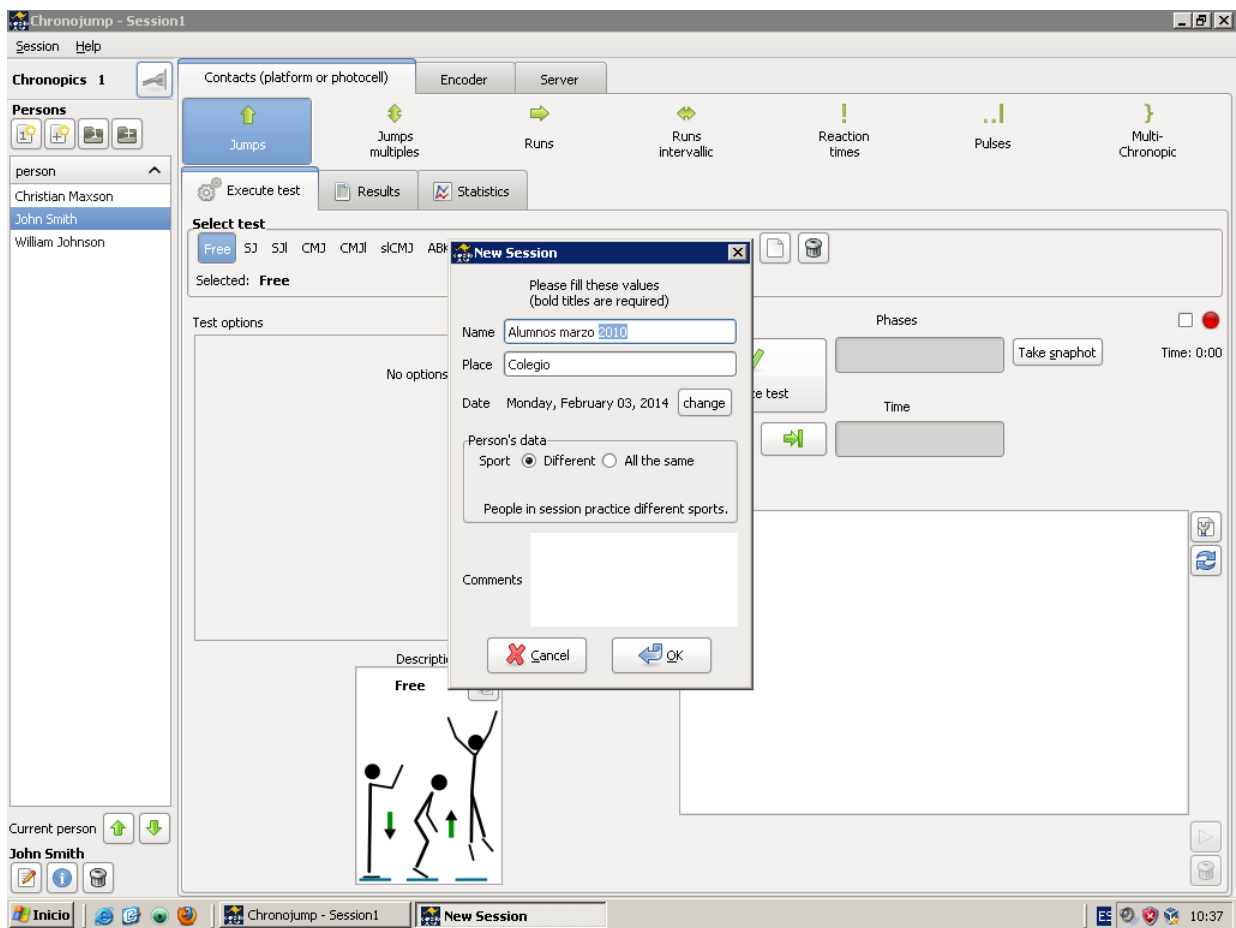 Chronojump - Session1
Session Help
Chronopics 1
Contacts (platform or photocell) Encoder Server
Persons
Jumps
Jumps multiples
Runs
Runs intervallic
Reaction times
Pulses
Multi-Chronopic
person
Christian Maxson
John Smith
William Johnson
Execute test Results Statistics
Select test
Free SJ SJl CMJ CMJl slCMJ
Selected: Free
New Session
Please fill these values
(bold titles are required)
Name Alumnos marzo 2010
Place Colegio
Date Monday, February 03, 2014 change
Person's data
Sport Different All the same
People in session practice different sports.
Comments
Cancel OK
Test options
No options
Phases
Take snaphot
Time: 0:00
test
Time
Free
Current person
John Smith
Inicio
Chronojump - Session1
New Session
ES
10:37